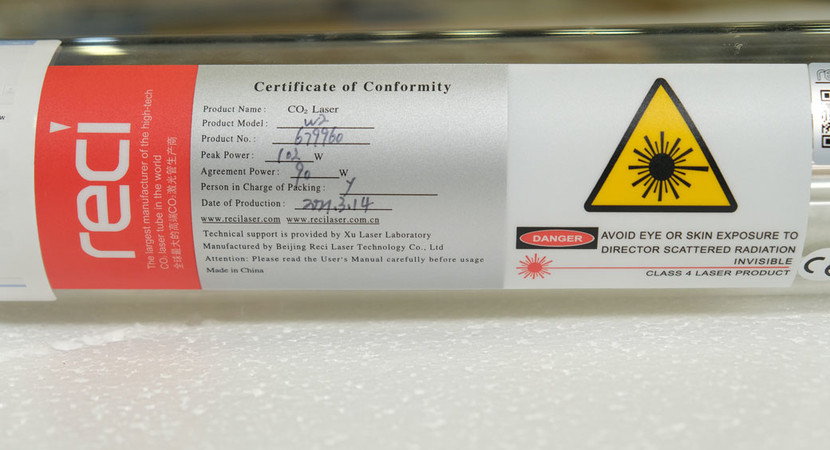 reci
The largest manufacturer of the high-tech
CO₂ laser tube in the world
全球最大的高端CO₂激光管生产商
Certificate of Conformity
Product Name: CO₂ Laser
Product Model: W2
Product No.: 679960
Peak Power: 102 W
Agreement Power: 90 W
Person in Charge of Packing: Y
Date of Production: 2021.3.14
www.recilaser.com www.recilaser.com.cn
Technical support is provided by Xu Laser Laboratory
Manufactured by Beijing Reci Laser Technology Co., Ltd
Attention: Please read the User's Manual carefully before usage
Made in China
DANGER
AVOID EYE OR SKIN EXPOSURE TO
DIRECTOR SCATTERED RADIATION
INVISIBLE
CLASS 4 LASER PRODUCT
CE